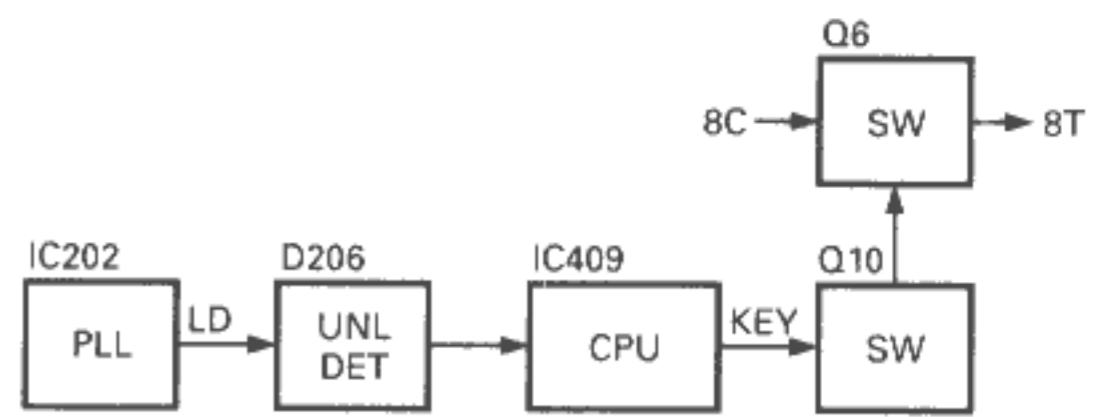 Q6
8C
SW
8T
IC202
D206
IC409
Q10
PLL
LD
UNL
DET
CPU
KEY
SW